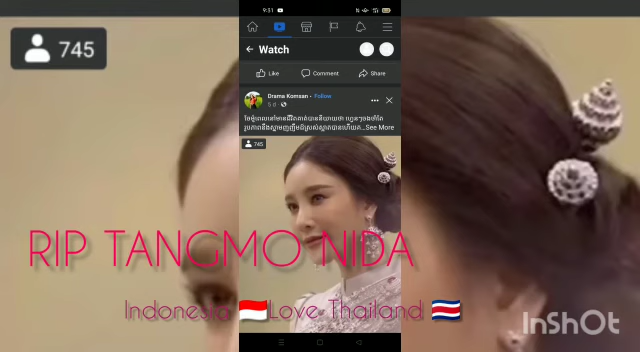 745
9:31
Watch
Like
Comment
Share
Drama Komsan · Follow
5 d
See More
745
RIP TANGMO NIDA
Indonesia 🇮🇩Love Thailand 🇨🇷
InShOt